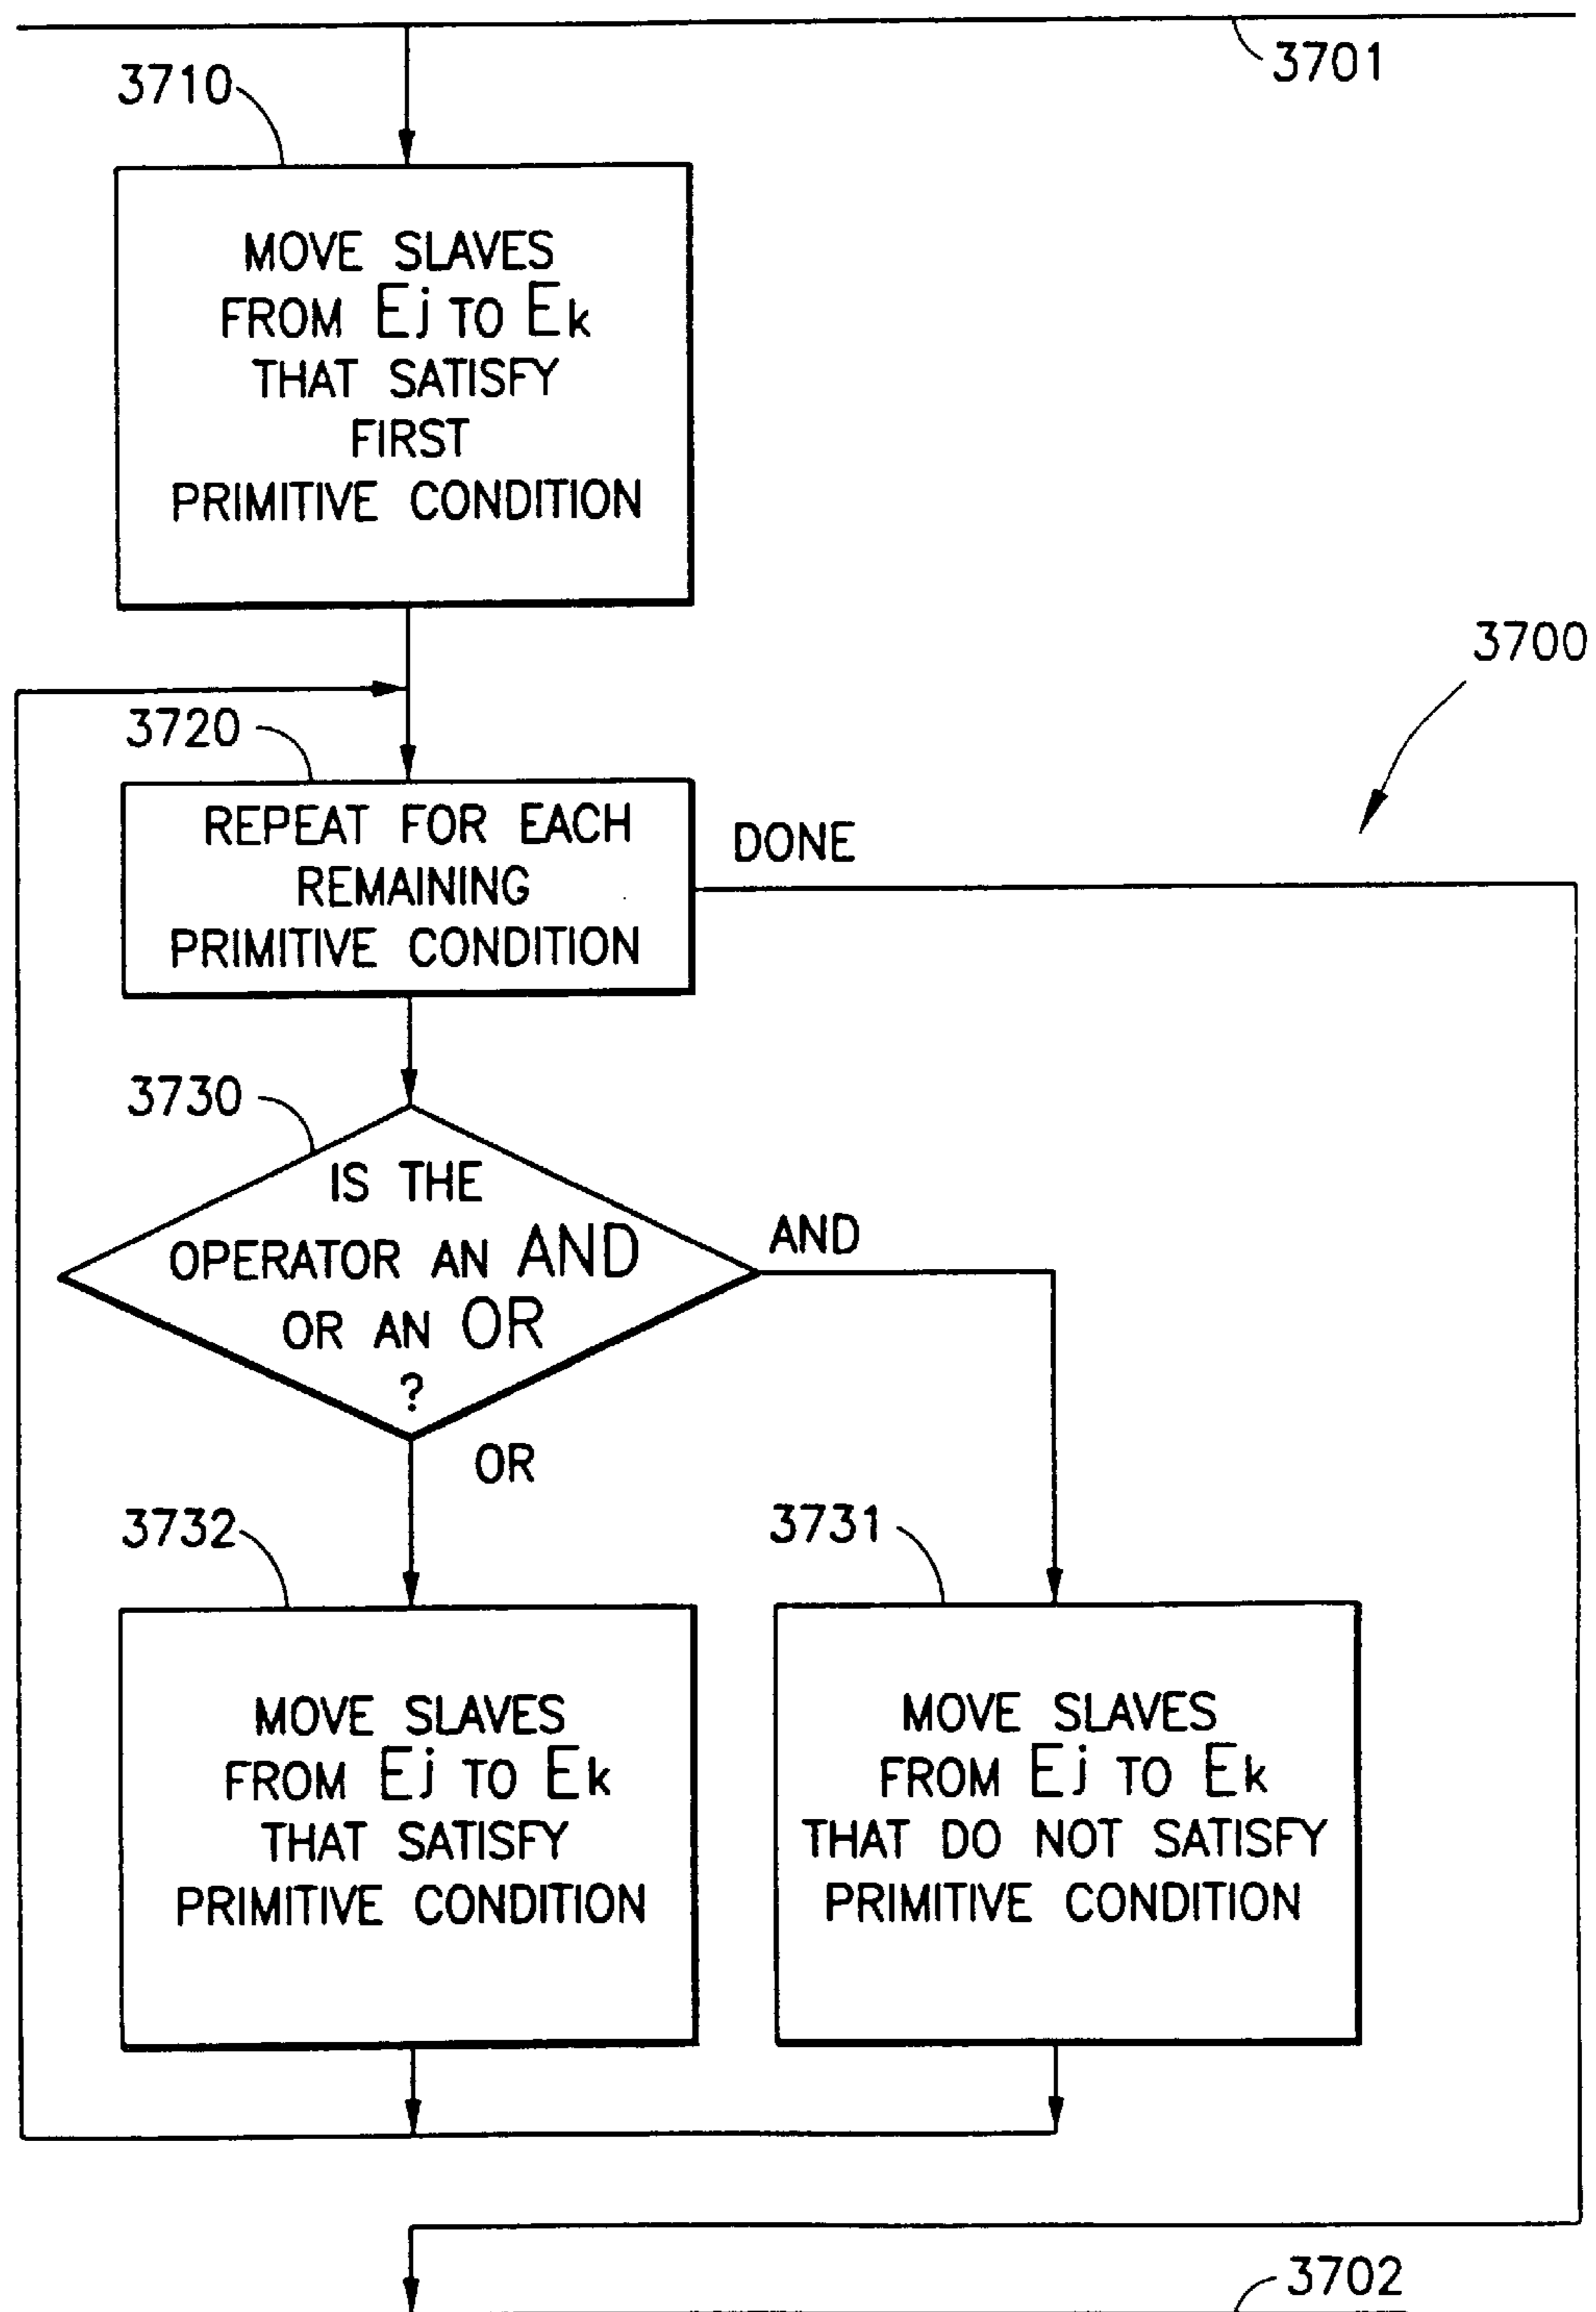 3701
3710
MOVE SLAVES
FROM Ej TO Ek
THAT SATISFY
FIRST
PRIMITIVE CONDITION
3700
3720
REPEAT FOR EACH
REMAINING
PRIMITIVE CONDITION
DONE
3730
IS THE
OPERATOR AN AND
OR AN OR
?
AND
OR
3732
MOVE SLAVES
FROM Ej TO Ek
THAT SATISFY
PRIMITIVE CONDITION
3731
MOVE SLAVES
FROM Ej TO Ek
THAT DO NOT SATISFY
PRIMITIVE CONDITION
3702